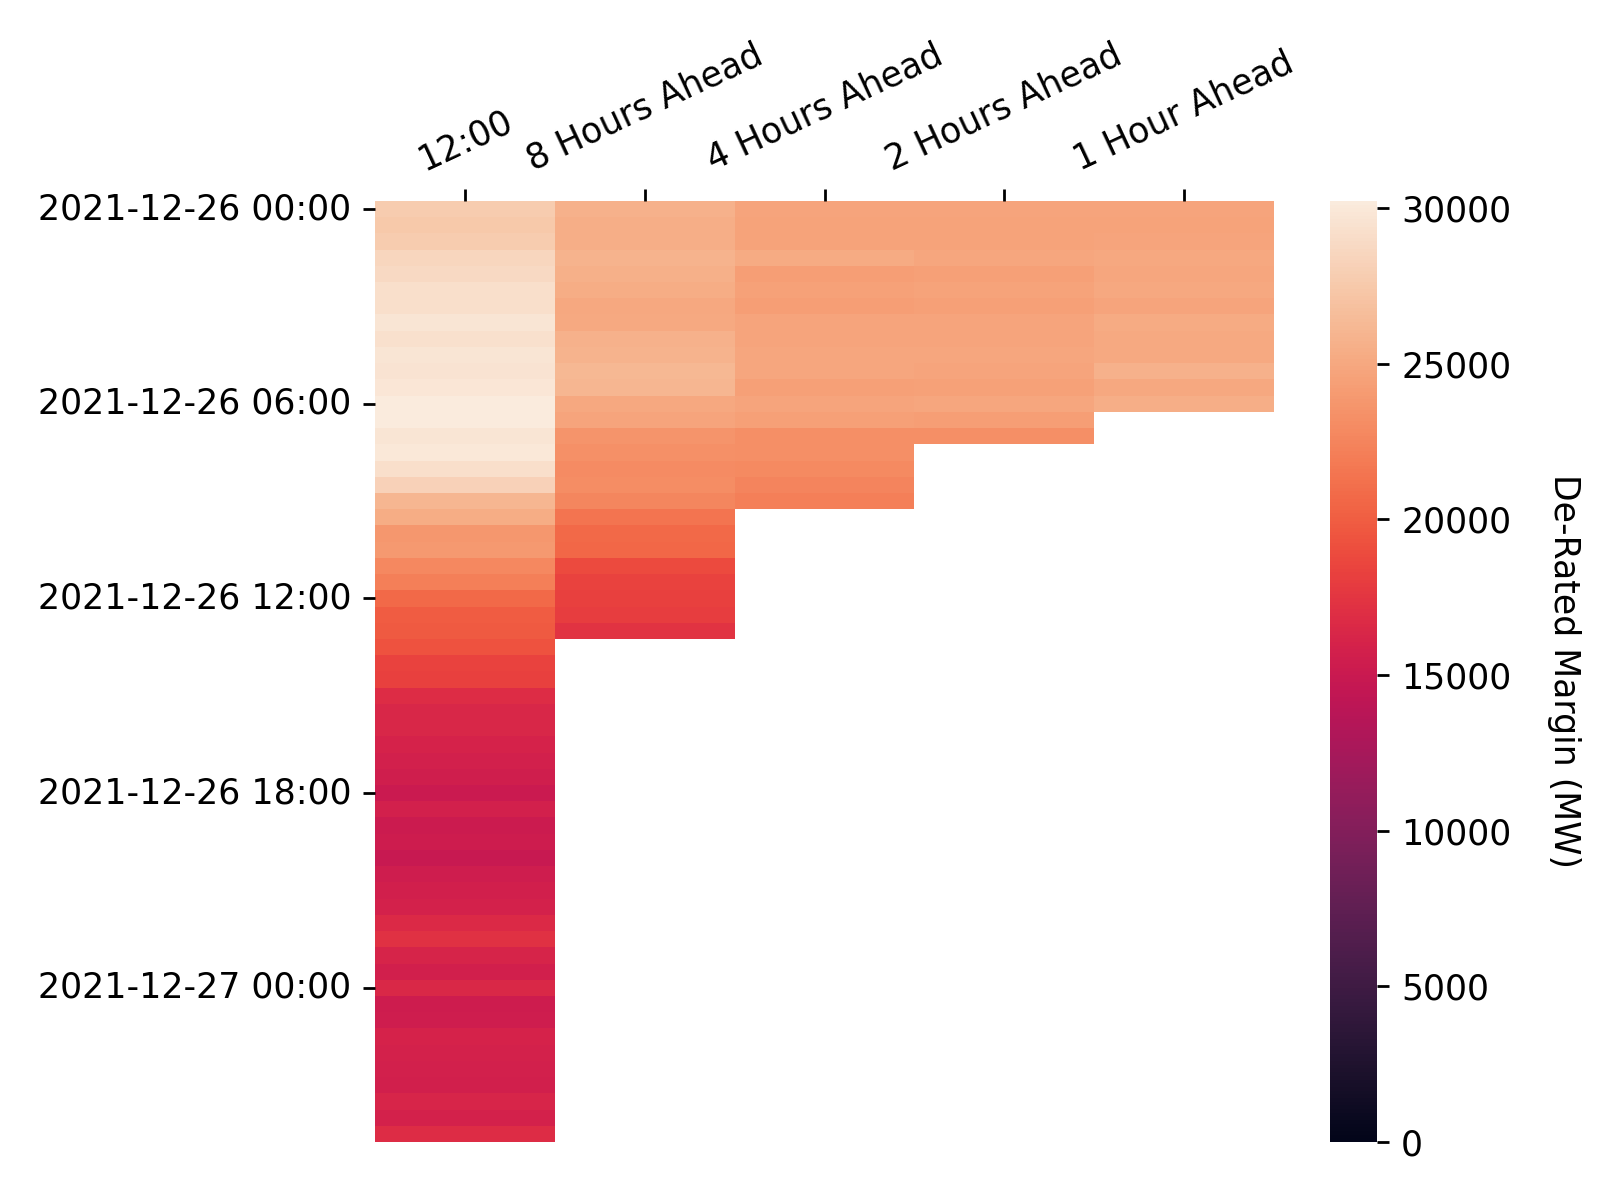 12:00
8 Hours Ahead
4 Hours Ahead
2 Hours Ahead
1 Hour Ahead
2021-12-26 00:00
2021-12-26 06:00
2021-12-26 12:00
2021-12-26 18:00
2021-12-27 00:00
30000
25000
20000
15000
10000
5000
0
De-Rated Margin (MW)